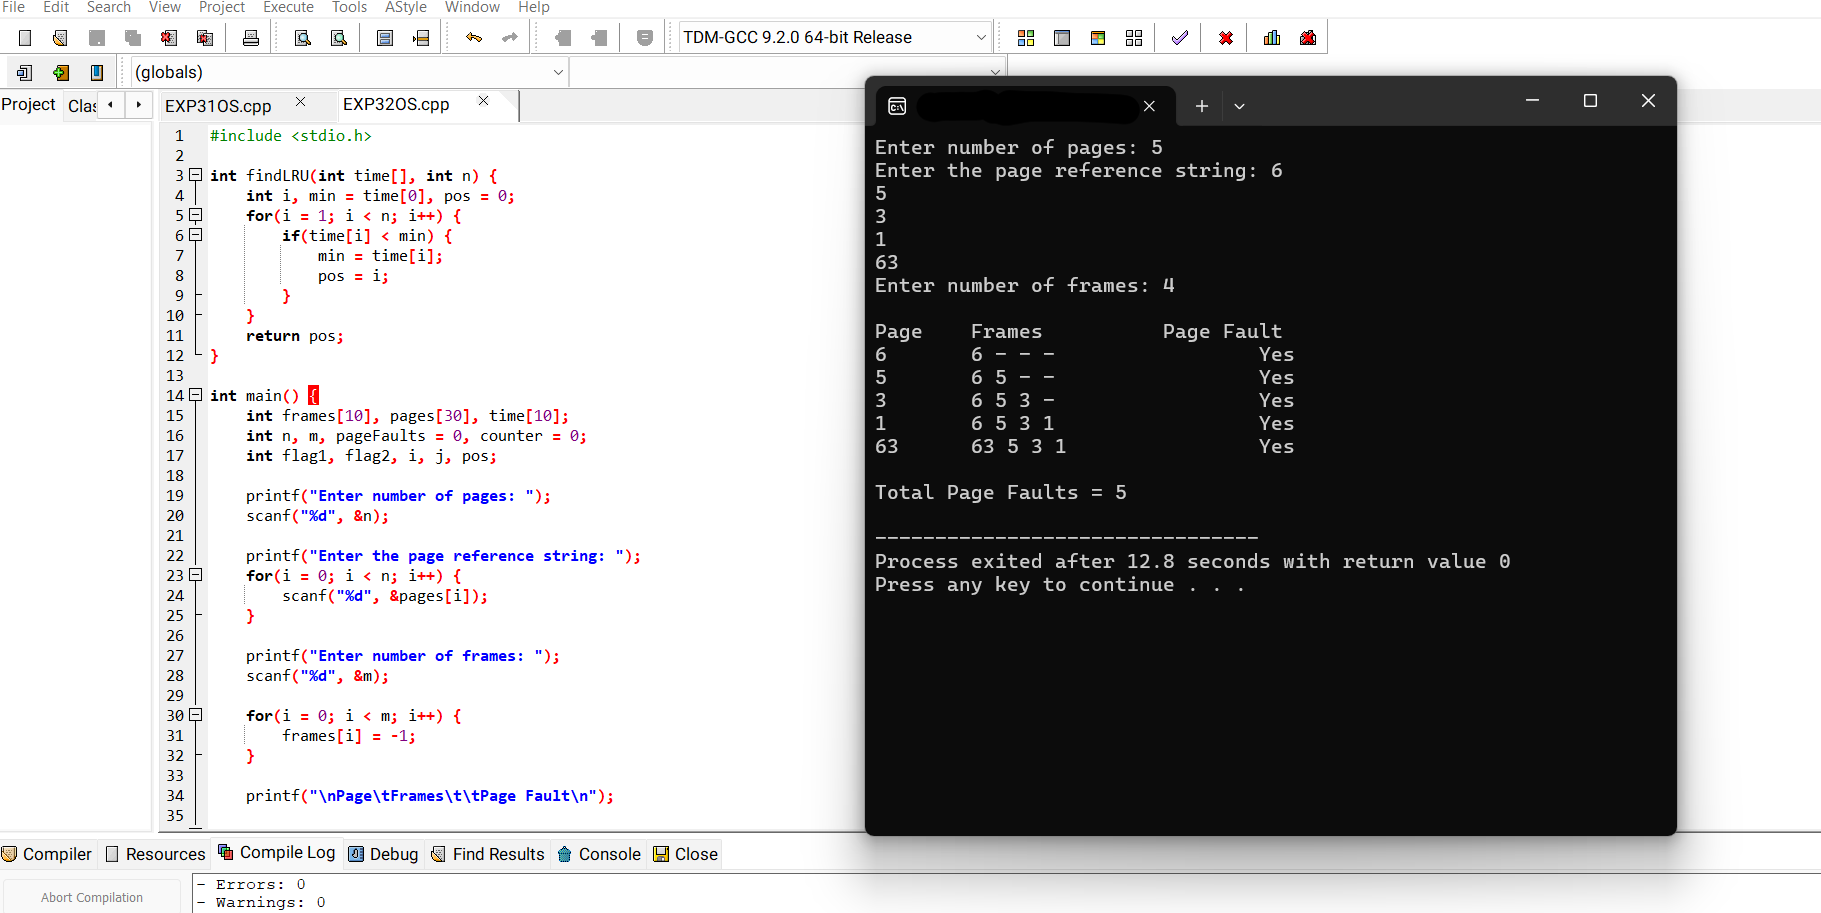 File Edit Search View Project Execute Tools AStyle Window Help
TDM-GCC 9.2.0 64-bit Release
(globals)
Project Clas EXP31OS.cpp EXP32OS.cpp
1 #include <stdio.h>
2
3 int findLRU(int time[], int n) {
4 int i, min = time[0], pos = 0;
5 for(i = 1; i < n; i++) {
6 if(time[i] < min) {
7 min = time[i];
8 pos = i;
9 }
10 }
11 return pos;
12 }
13
14 int main() {
15 int frames[10], pages[30], time[10];
16 int n, m, pageFaults = 0, counter = 0;
17 int flag1, flag2, i, j, pos;
18
19 printf("Enter number of pages: ");
20 scanf("%d", &n);
21
22 printf("Enter the page reference string: ");
23 for(i = 0; i < n; i++) {
24 scanf("%d", &pages[i]);
25 }
26
27 printf("Enter number of frames: ");
28 scanf("%d", &m);
29
30 for(i = 0; i < m; i++) {
31 frames[i] = -1;
32 }
33
34 printf("\nPage\tFrames\t\tPage Fault\n");
35
Enter number of pages: 5
Enter the page reference string: 6
5
3
1
63
Enter number of frames: 4
Page Frames Page Fault
6 6 - - - Yes
5 6 5 - - Yes
3 6 5 3 - Yes
1 6 5 3 1 Yes
63 63 5 3 1 Yes
Total Page Faults = 5
--------------------------------
Process exited after 12.8 seconds with return value 0
Press any key to continue . . .
Compiler Resources Compile Log Debug Find Results Console Close
Abort Compilation
- Errors: 0
- Warnings: 0